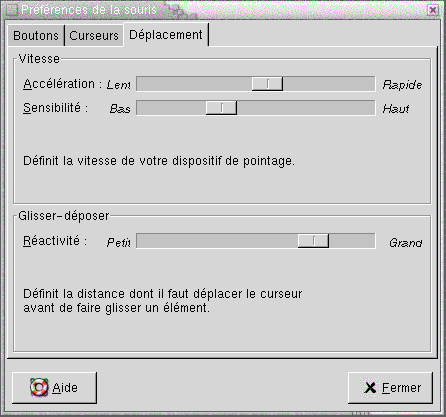 Préférences de la souris
Boutons Curseurs Déplacement
Vitesse
Accélération : Lent Rapide
Sensibilité : Bas Haut
Définit la vitesse de votre dispositif de pointage.
Glisser-déposer
Réactivité : Petit Grand
Définit la distance dont il faut déplacer le curseur
avant de faire glisser un élémént.
Aide Fermer